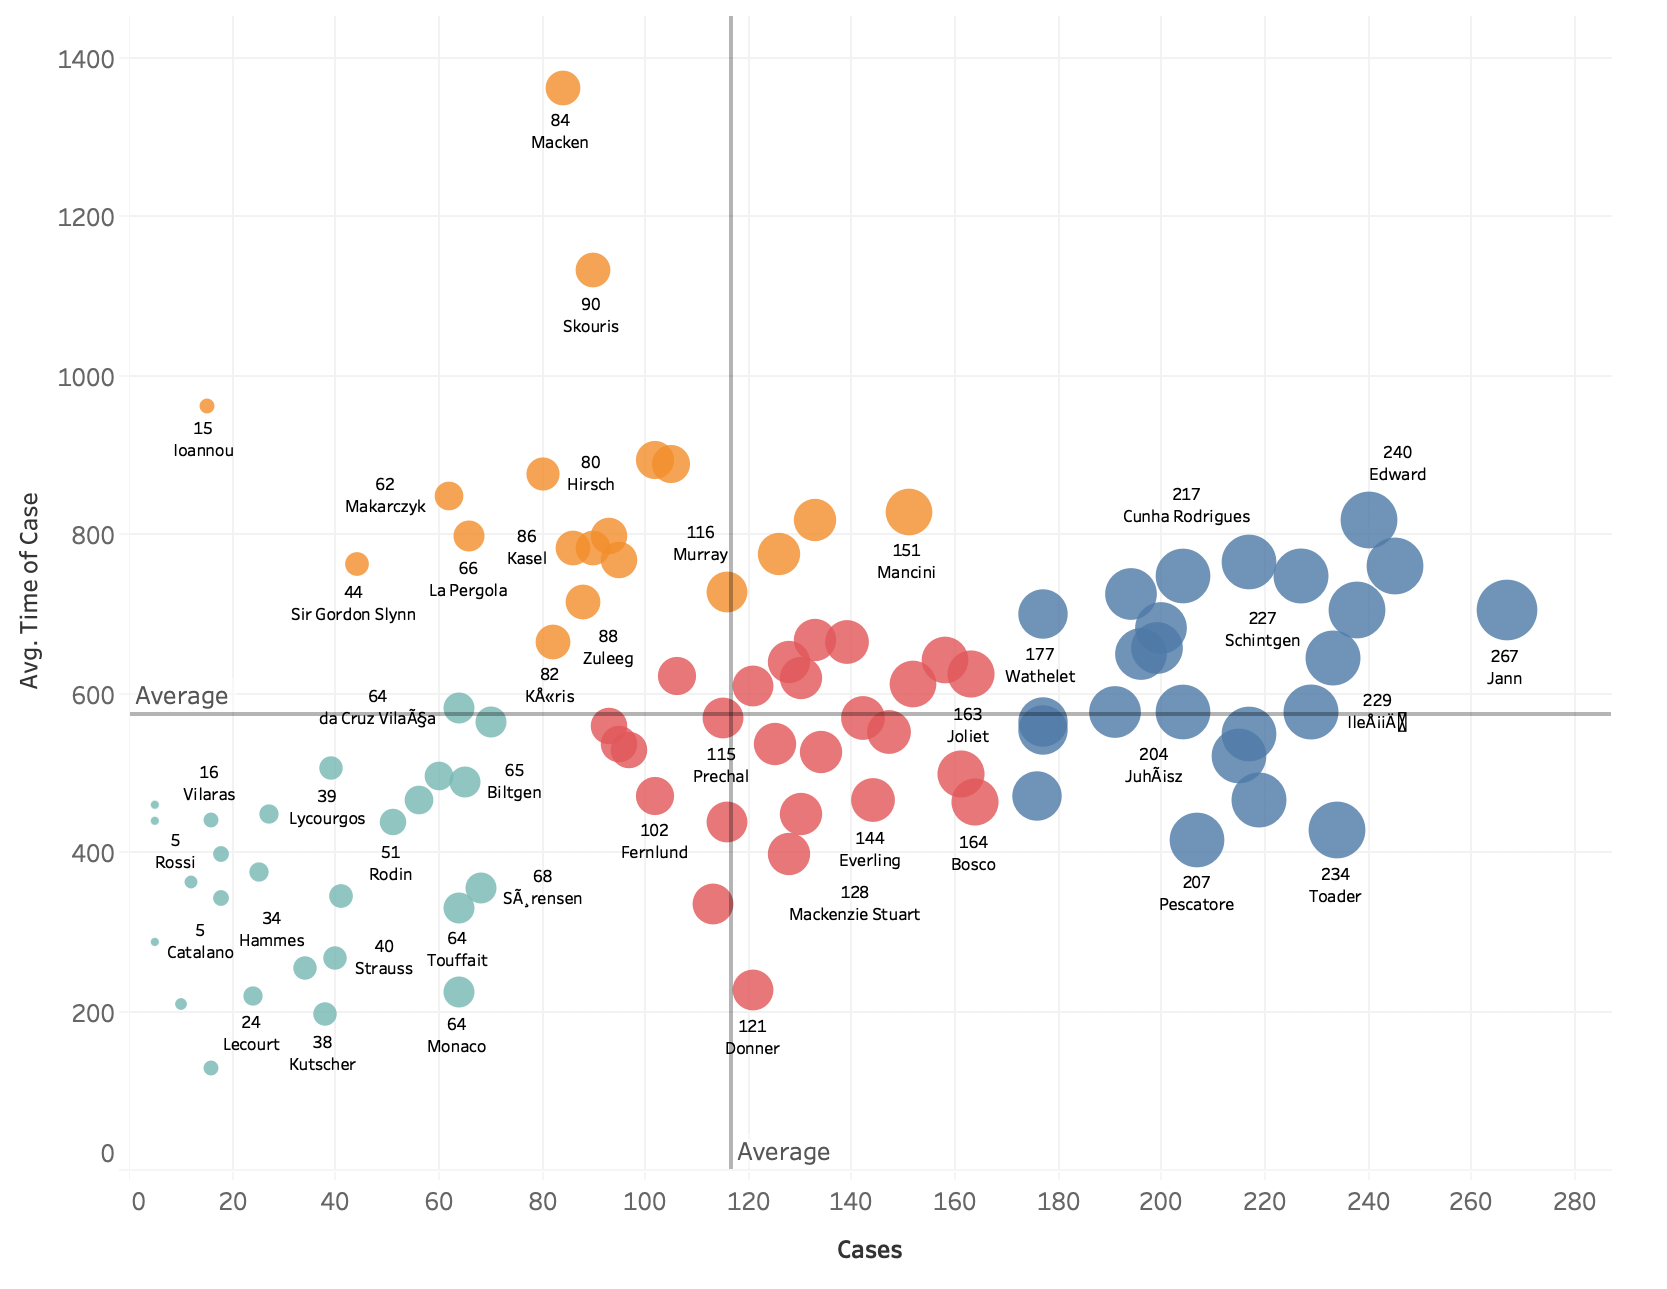 1400
1200
1000
800
600
400
200
0
Avg. Time of Case
84
Macken
90
Skouris
15
Ioannou
240
Edward
80
Hirsch
62
Makarczyk
217
Cunha Rodrigues
86
Kasel
116
Murray
151
Mancini
66
La Pergola
44
Sir Gordon Slynn
227
Schintgen
88
Zuleeg
177
Wathelet
267
Jann
82
KÅ«ris
Average
64
da Cruz VilaÃ§a
229
163
Joliet
115
Prechal
204
JuhÃisz
65
Biltgen
16
Vilaras
39
Lycourgos
102
Fernlund
5
Rossi
51
Rodin
144
Everling
164
Bosco
68
SÃ¸rensen
128
Mackenzie Stuart
207
Pescatore
234
Toader
34
Hammes
5
Catalano
40
Strauss
64
Touffait
24
Lecourt
38
Kutscher
64
Monaco
121
Donner
Average
0 20 40 60 80 100 120 140 160 180 200 220 240 260 280
Cases